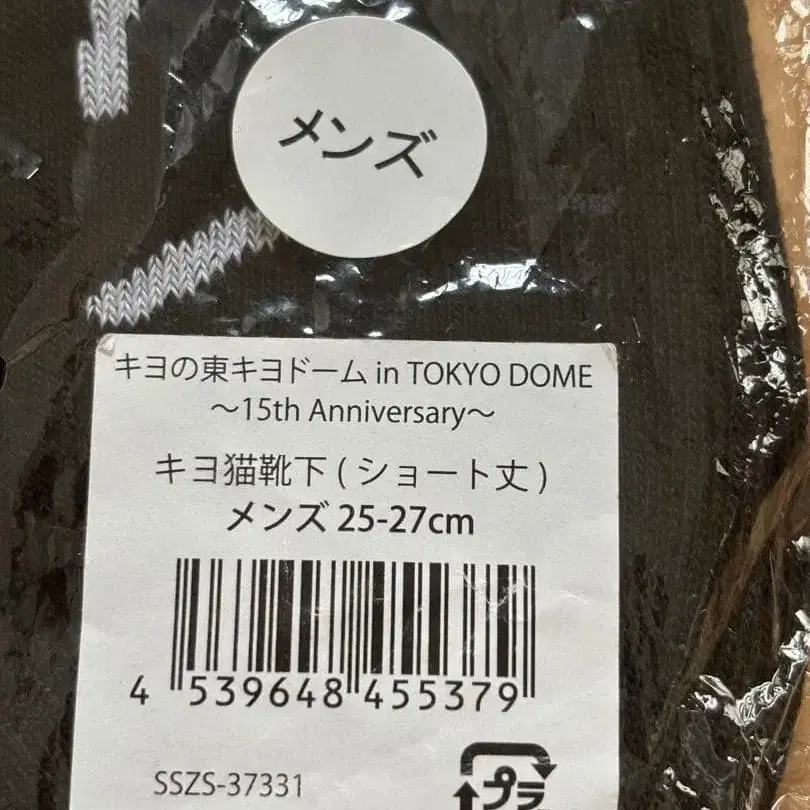 メンズ
キヨの東キヨドーム in TOKYO DOME
～15th Anniversary～
キヨ猫靴下 ( ショート丈 )
メンズ 25-27cm
4 539648 455379
SSZS-37331
プラ